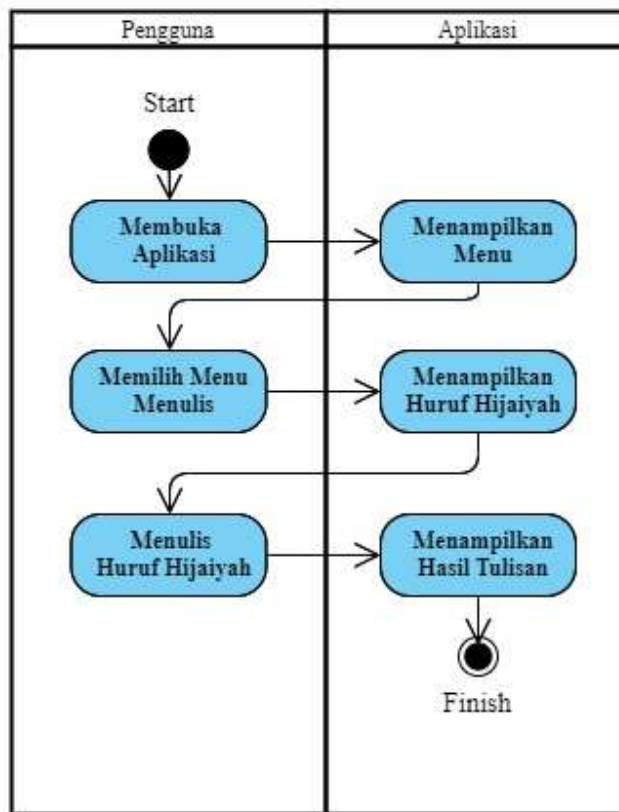 Pengguna
Aplikasi
Start
Membuka
Aplikasi
Menampilkan
Menu
Memilih Menu
Menulis
Menampilkan
Huruf Hijaiyah
Menulis
Huruf Hijaiyah
Menampilkan
Hasil Tulisan
Finish